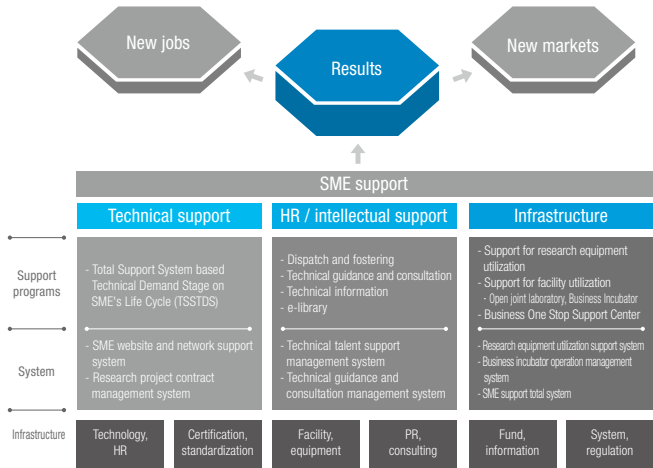 New jobs
Results
New markets
SME support
Technical support
HR / intellectual support
Infrastructure
Support
programs
- Total Support System based
Technical Demand Stage on
SME's Life Cycle (TSSTDS)
- Dispatch and fostering
- Technical guidance and consultation
- Technical information
- e-library
- Support for research equipment
utilization
- Support for facility utilization
- Open joint laboratory, Business Incubator
- Business One Stop Support Center
System
- SME website and network support
system
- Research project contract
management system
- Technical talent support
management system
- Technical guidance and
consultation management system
- Research equipment utilization support system
- Business incubator operation management
system
- SME support total system
Infrastructure
Technology,
HR
Certification,
standardization
Facility,
equipment
PR,
consulting
Fund,
information
System,
regulation